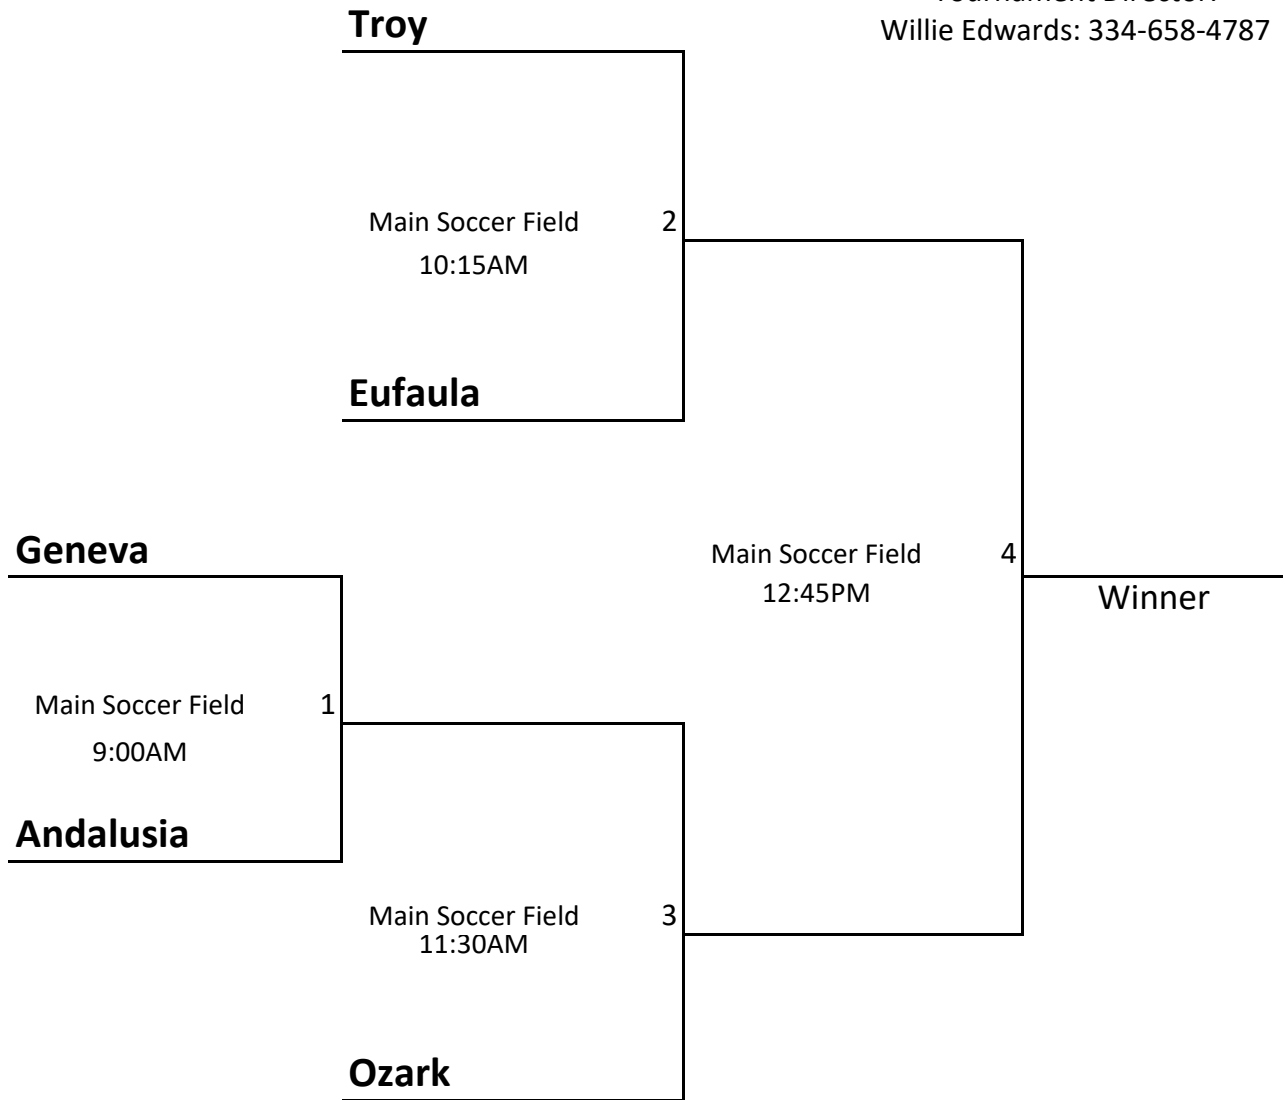 Troy
Willie Edwards: 334-658-4787
Main Soccer Field 2
10:15AM
Eufaula
Geneva
Main Soccer Field 4
12:45PM
Winner
Main Soccer Field 1
9:00AM
Andalusia
Main Soccer Field 3
11:30AM
Ozark